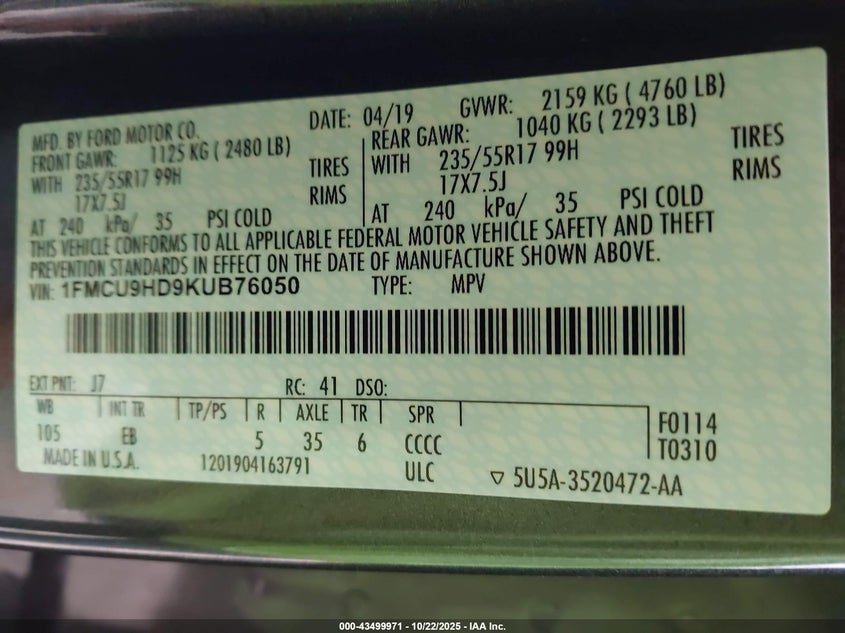 MFD. BY FORD MOTOR CO.
DATE: 04/19 GVWR: 2159 KG ( 4760 LB)
FRONT GAWR: 1125 KG ( 2480 LB)
WITH 235/55R17 99H TIRES
17X7.5J RIMS
AT 240 kPa/ 35 PSI COLD
REAR GAWR: 1040 KG ( 2293 LB)
WITH 235/55R17 99H TIRES
17X7.5J RIMS
AT 240 kPa/ 35 PSI COLD
THIS VEHICLE CONFORMS TO ALL APPLICABLE FEDERAL MOTOR VEHICLE SAFETY AND THEFT
PREVENTION STANDARDS IN EFFECT ON THE DATE OF MANUFACTURE SHOWN ABOVE.
VIN: 1FMCU9HD9KUB76050 TYPE: MPV
EXT PNT: J7 RC: 41 DSO:
WB INT TR TP/PS R AXLE TR SPR
105 EB 5 35 6 CCCC
F0114
T0310
MADE IN U.S.A. 1201904163791 ULC
5U5A-3520472-AA
000-43499971 - 10/22/2025 - IAA Inc.